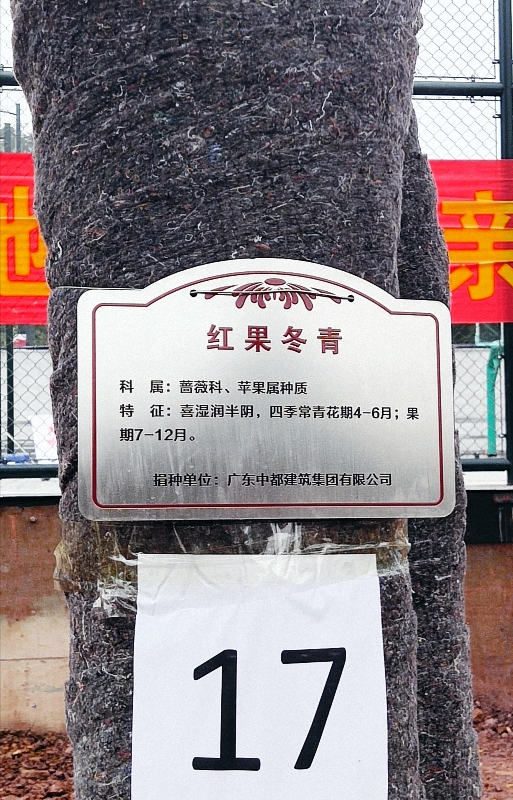 地
亲
红果冬青
科 属：蔷薇科、苹果属种质
特 征：喜湿润半阴，四季常青花期4-6月；果
期7-12月。
捐种单位：广东中都建筑集团有限公司
17